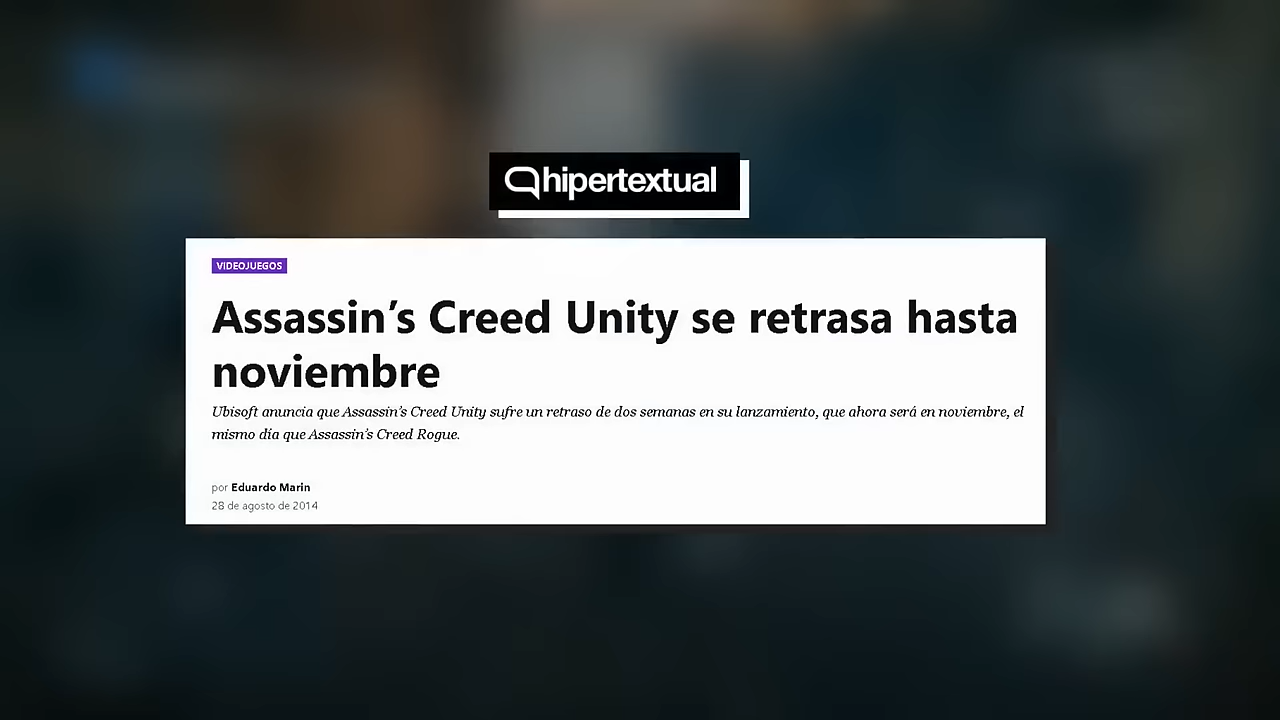 hipertextual
VIDEOJUEGOS
Assassin's Creed Unity se retrasa hasta
noviembre
Ubisoft anuncia que Assassin's Creed Unity sufre un retraso de dos semanas en su lanzamiento, que ahora será en noviembre, el
mismo día que Assassin's Creed Rogue.
por Eduardo Marin
28 de agosto de 2014